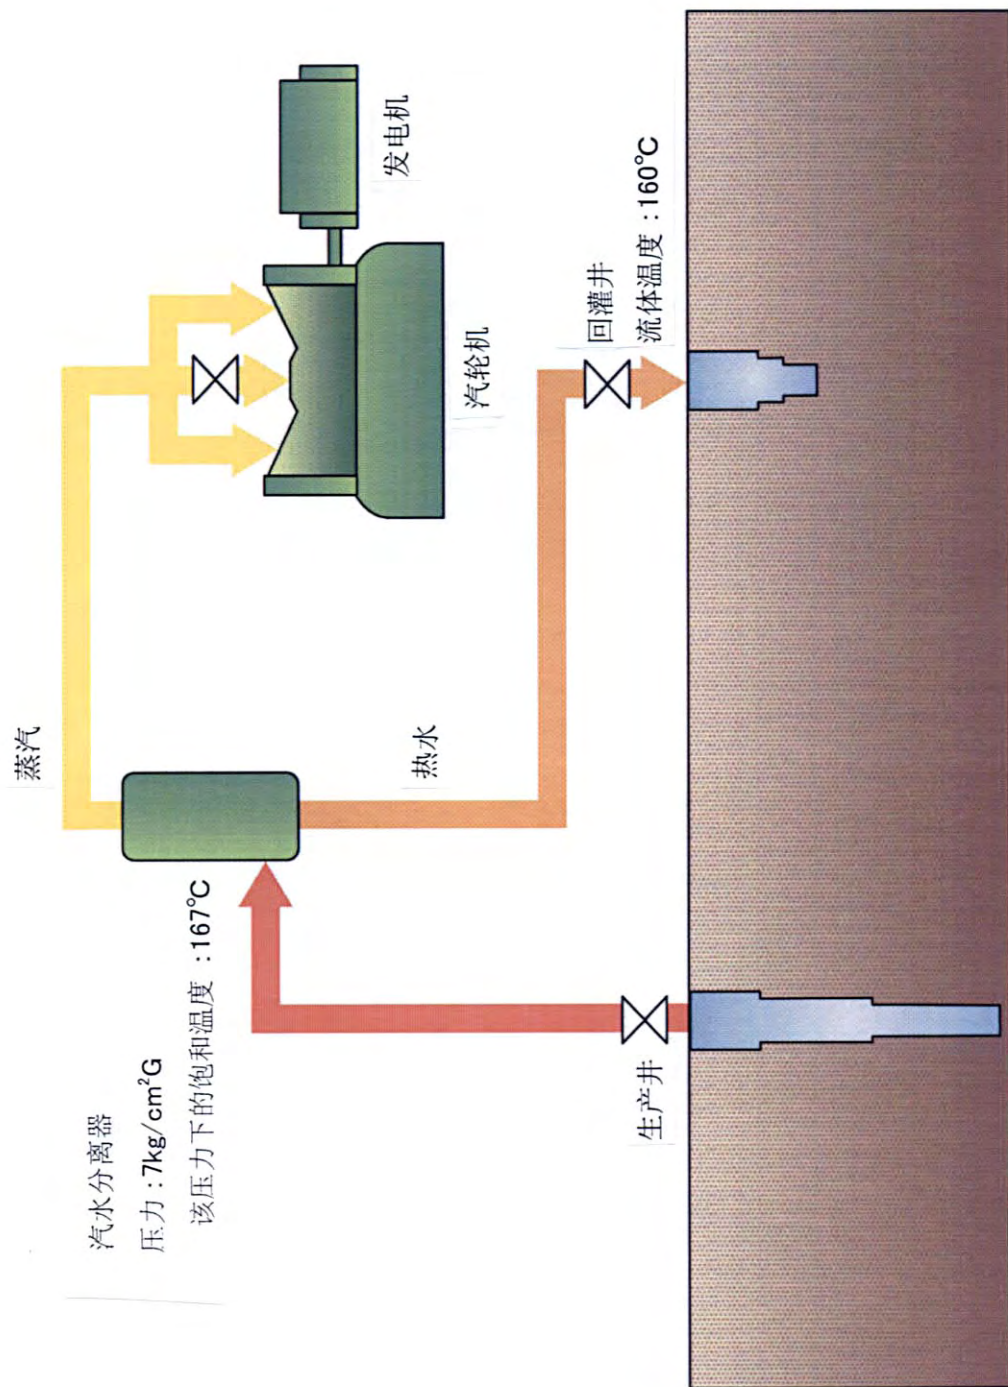 汽水分离器
压力:7kg/cm²G
该压力下的饱和温度:167℃
蒸汽
热水
汽轮机
发电机
生产井
回灌井
流体温度:160℃